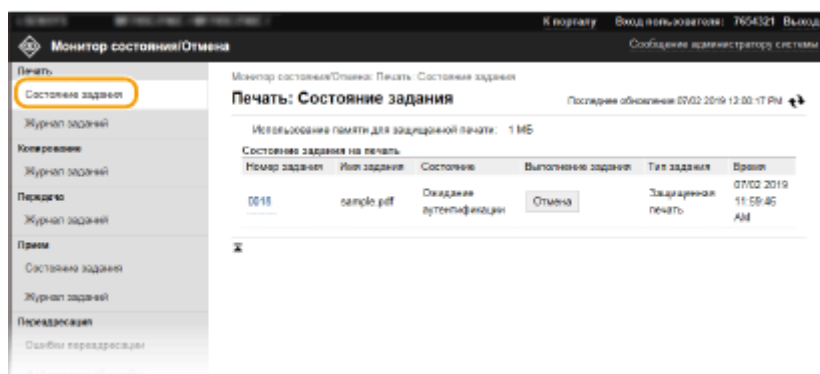 К порталу Вход пользователя: 7654321 Выход
Монитор состояния/Отмена Сообщение администратору системы
Печать
Состояние задания
Журнал заданий
Копирование
Журнал заданий
Передача
Журнал заданий
Прием
Состояние задания
Журнал заданий
Переадресация
Ошибки переадресации
Монитор состояния/Отмена: Печать: Состояние задания
Печать: Состояние задания
Последнее обновление 07/02 2019 12:00:17 PM
Использование памяти для защищенной печати: 1 МБ
Состояние задания на печать
Номер задания Имя задания Состояние Выполнение задания Тип задания Время
0018 sample.pdf Ожидание аутентификации Отмена Защищенная печать 07/02 2019 11:59:46 AM